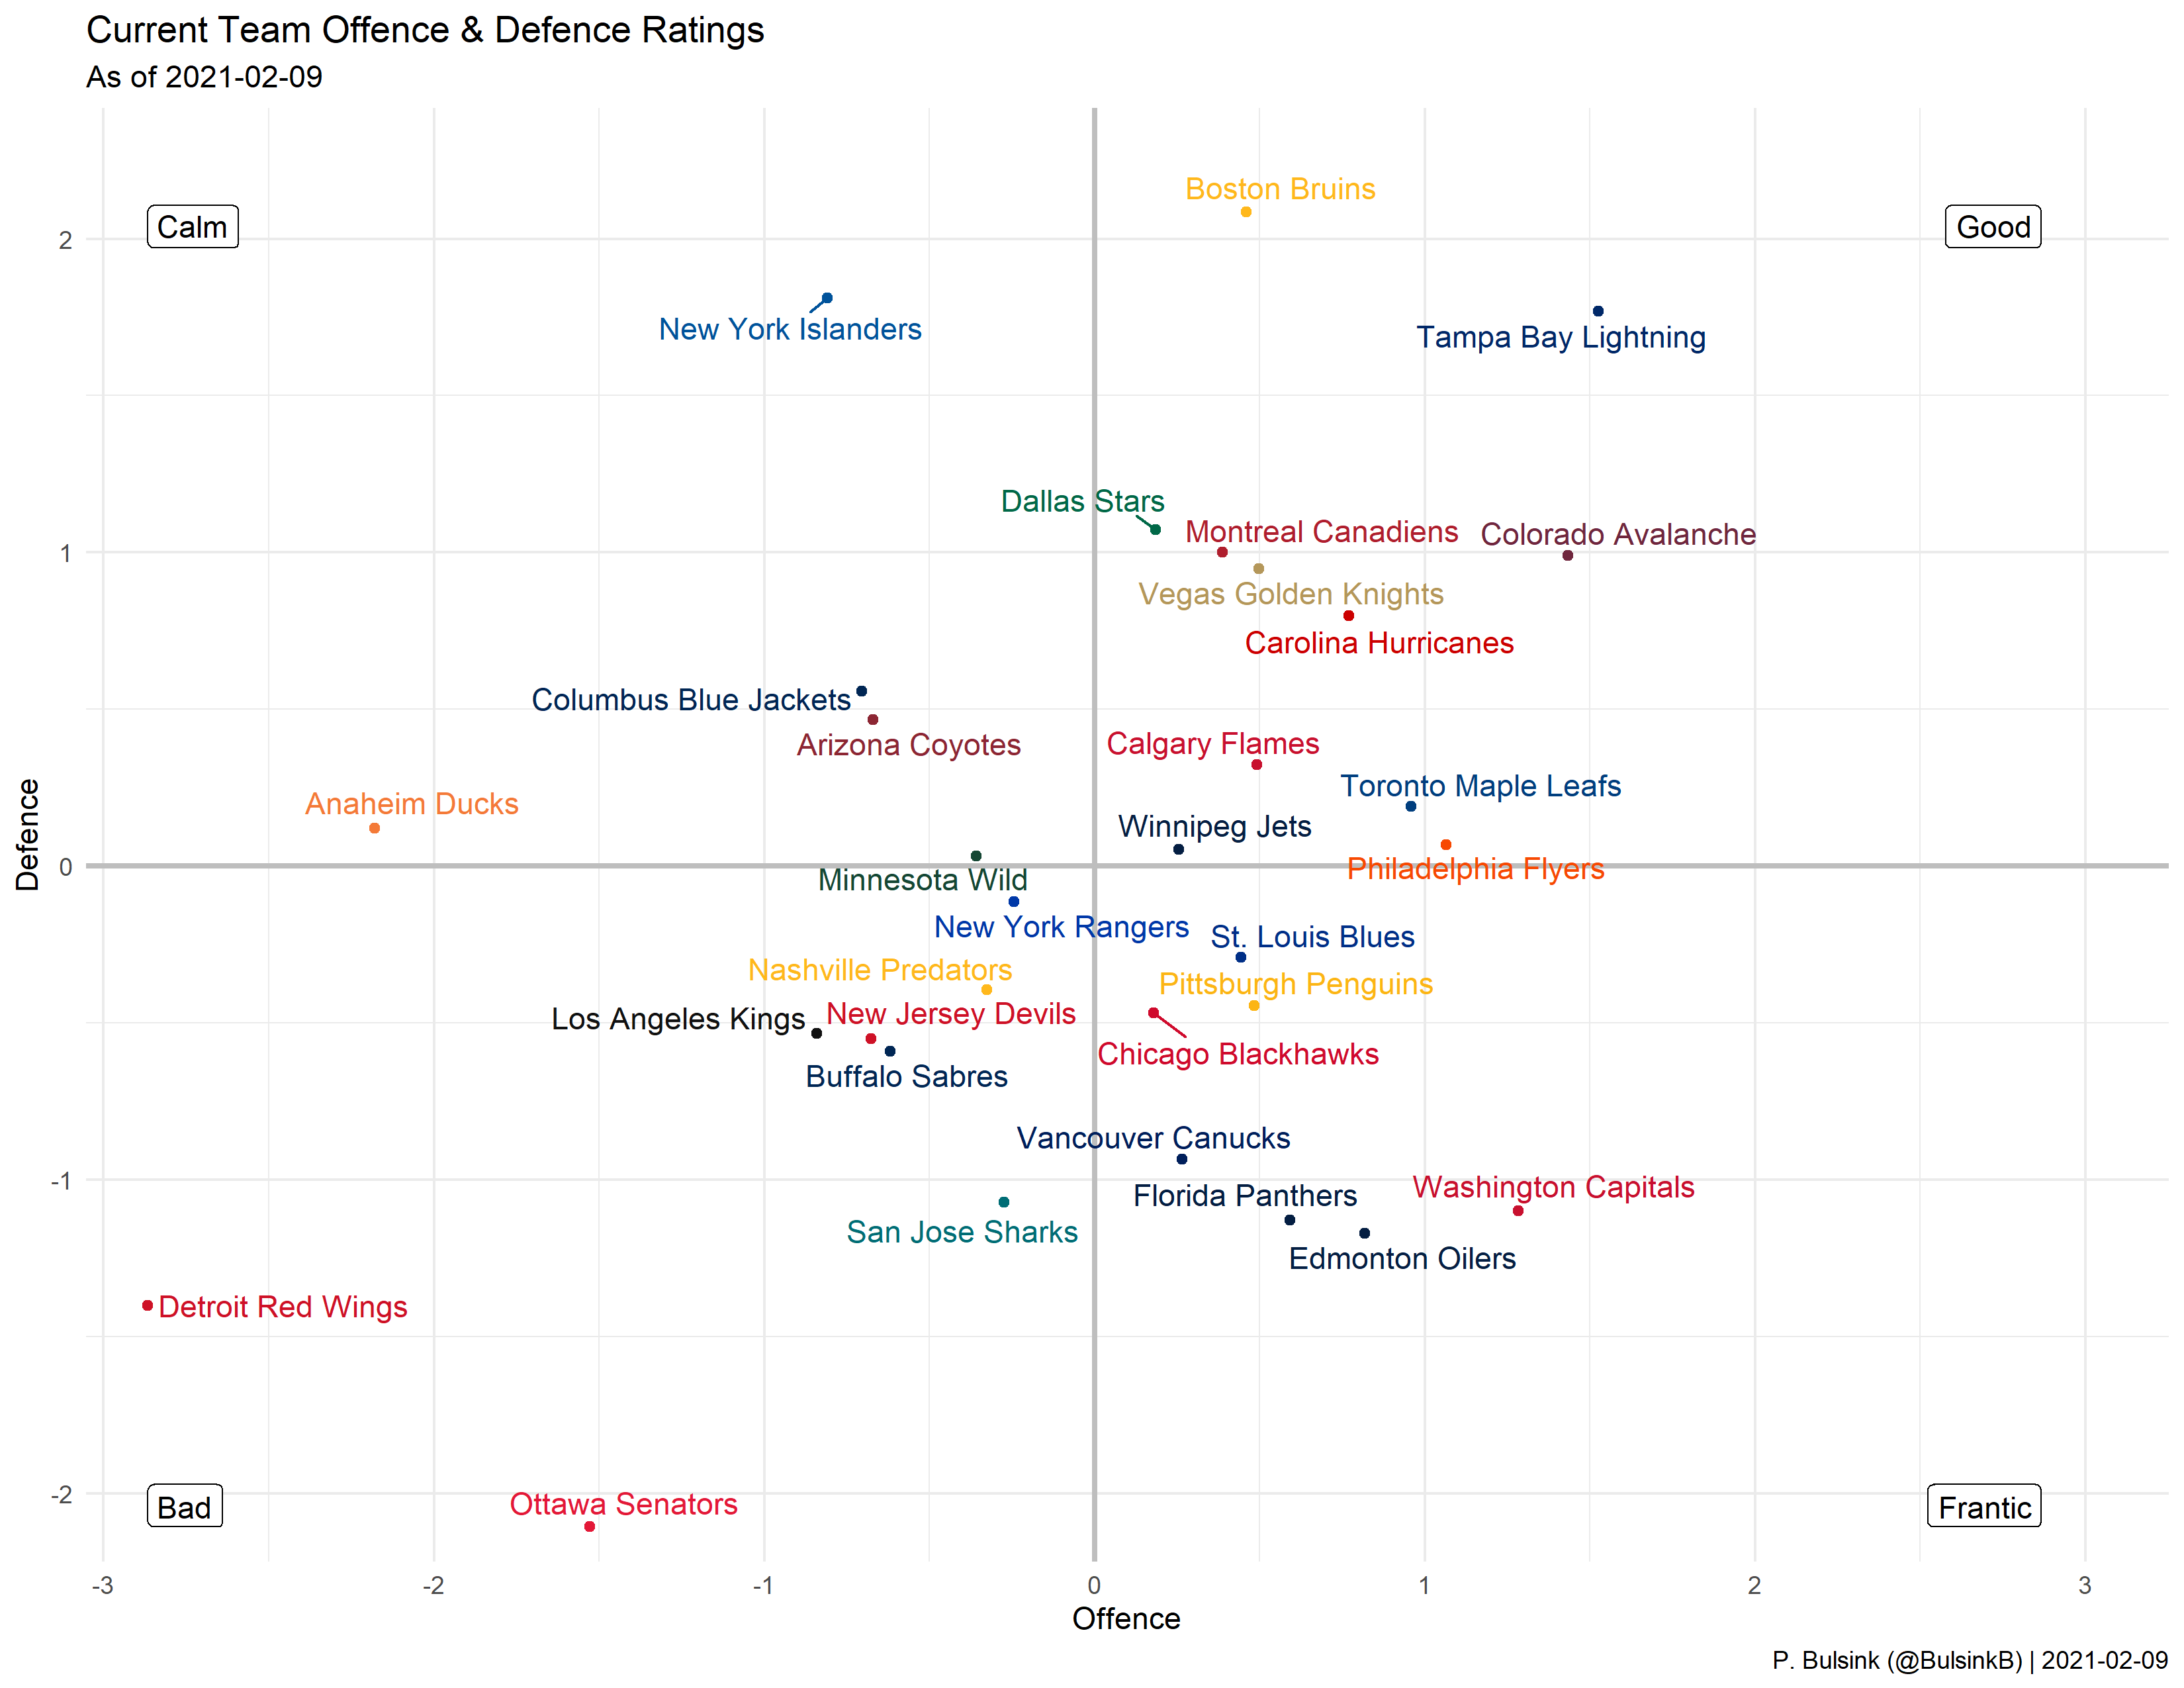 Current Team Offence & Defence Ratings
As of 2021-02-09
Boston Bruins
Calm
Good
2
New York Islanders
Tampa Bay Lightning
Dallas Stars
Montreal Canadiens
Colorado Avalanche
1
Vegas Golden Knights
Carolina Hurricanes
Columbus Blue Jackets
Arizona Coyotes
Calgary Flames
Toronto Maple Leafs
Anaheim Ducks
Winnipeg Jets
Defence
0
Philadelphia Flyers
Minnesota Wild
New York Rangers
St. Louis Blues
Nashville Predators
Pittsburgh Penguins
New Jersey Devils
Los Angeles Kings
Chicago Blackhawks
Buffalo Sabres
Vancouver Canucks
-1
Washington Capitals
Florida Panthers
San Jose Sharks
Edmonton Oilers
Detroit Red Wings
-2
Ottawa Senators
Bad
Frantic
-3 -2 -1 0 1 2 3
Offence
P. Bulsink (@BulsinkB) | 2021-02-09